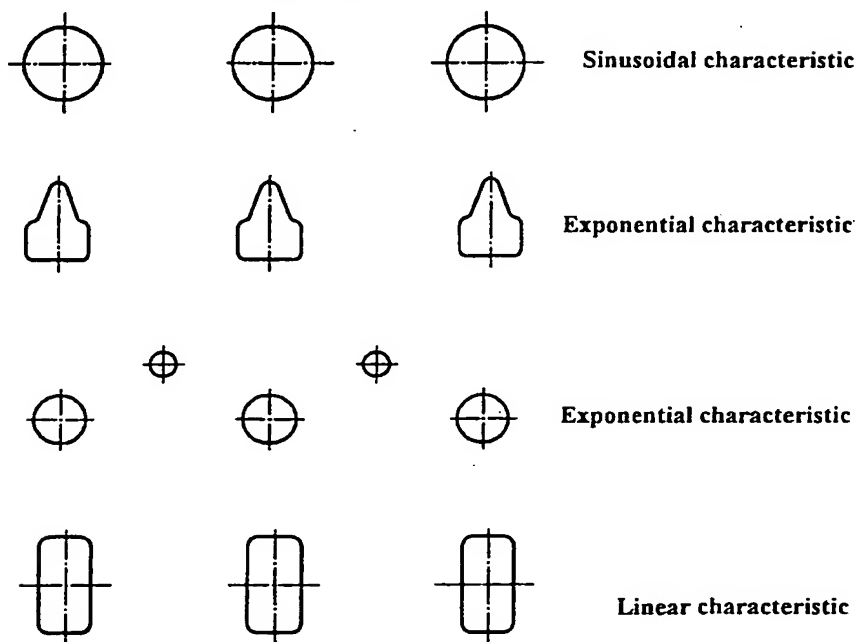 Sinusoidal characteristic
Exponential characteristic
Exponential characteristic
Linear characteristic